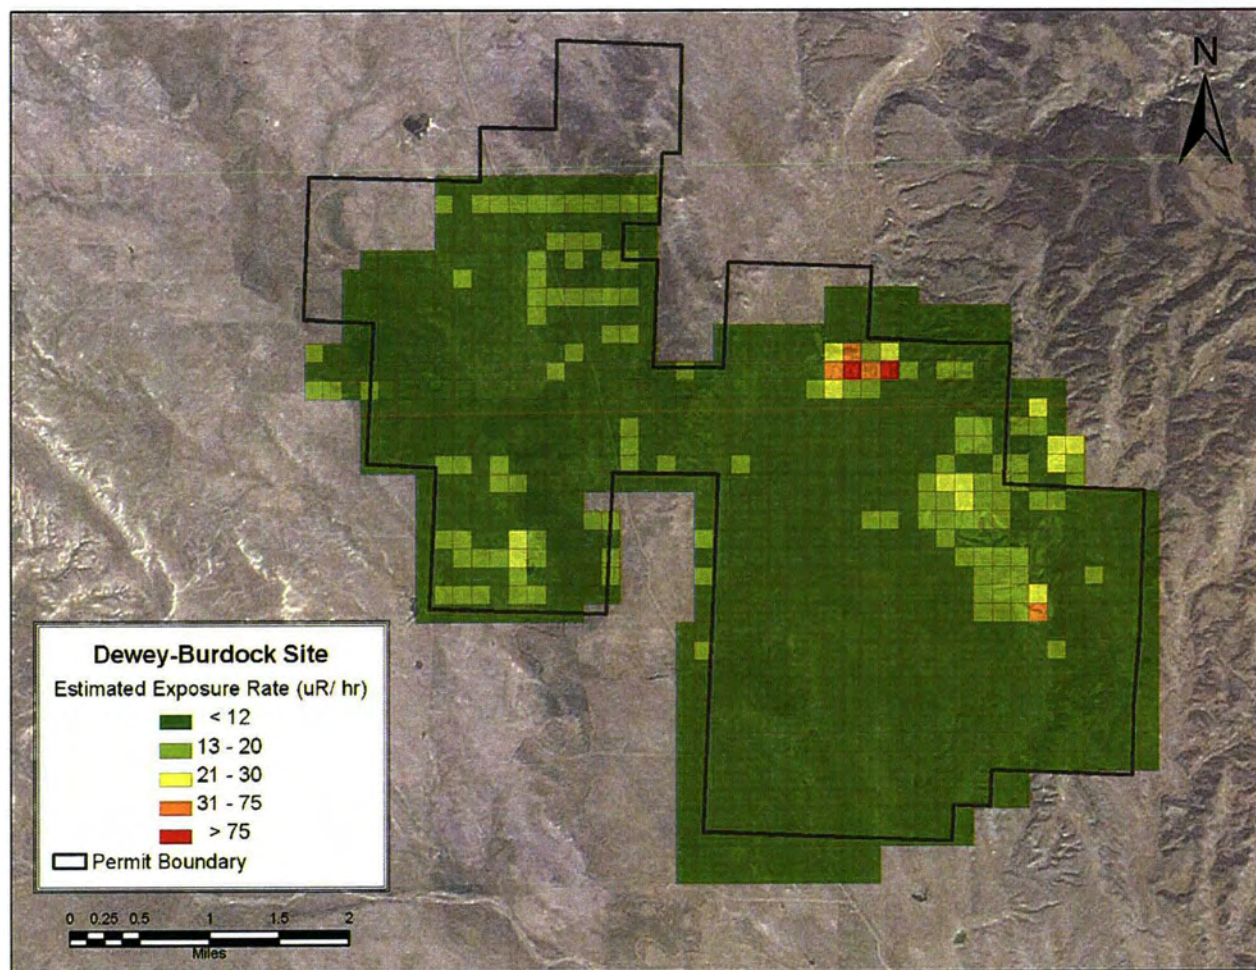 N
Dewey-Burdock Site
Estimated Exposure Rate (uR/ hr)
< 12
13 - 20
21 - 30
31 - 75
> 75
Permit Boundary
0 0.25 0.5 1 1.5 2
Miles